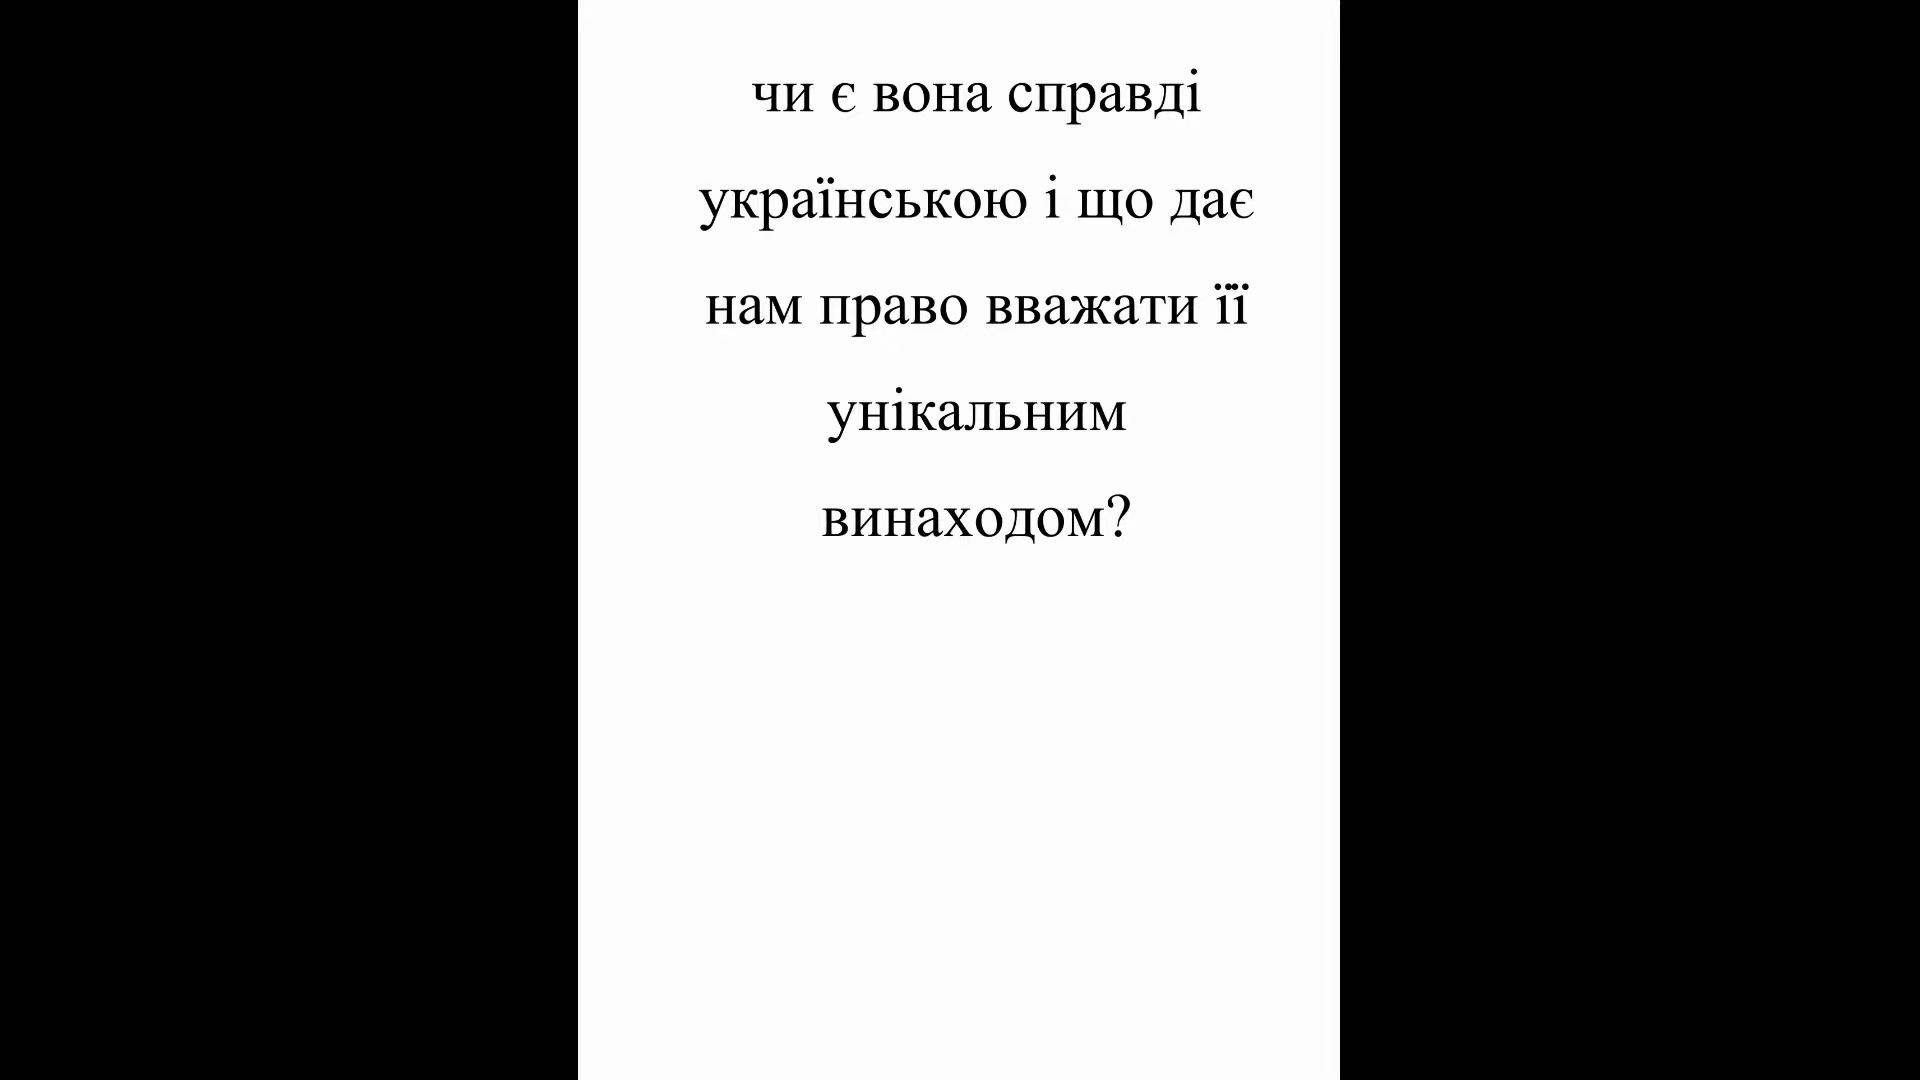 чи є вона справді
українською і що дає
нам право вважати її
унікальним
винаходом?